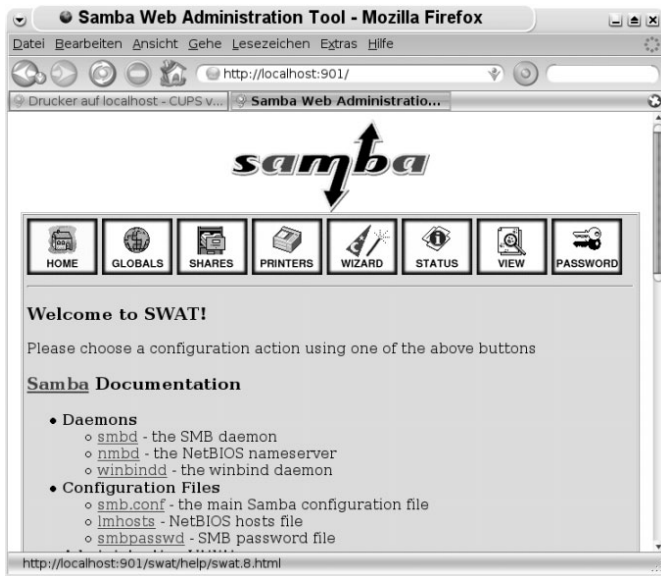 Samba Web Administration Tool - Mozilla Firefox
Datei Bearbeiten Ansicht Gehe Lesezeichen Extras Hilfe
http://localhost:901/
Drucker auf localhost - CUPS v... Samba Web Administratio...
samba
HOME GLOBALS SHARES PRINTERS WIZARD STATUS VIEW PASSWORD
Welcome to SWAT!
Please choose a configuration action using one of the above buttons
Samba Documentation
• Daemons
◦ smbd - the SMB daemon
◦ nmbd - the NetBIOS nameserver
◦ winbindd - the winbind daemon
• Configuration Files
◦ smb.conf - the main Samba configuration file
◦ lmhosts - NetBIOS hosts file
◦ smbpasswd - SMB password file
http://localhost:901/swat/help/swat.8.html